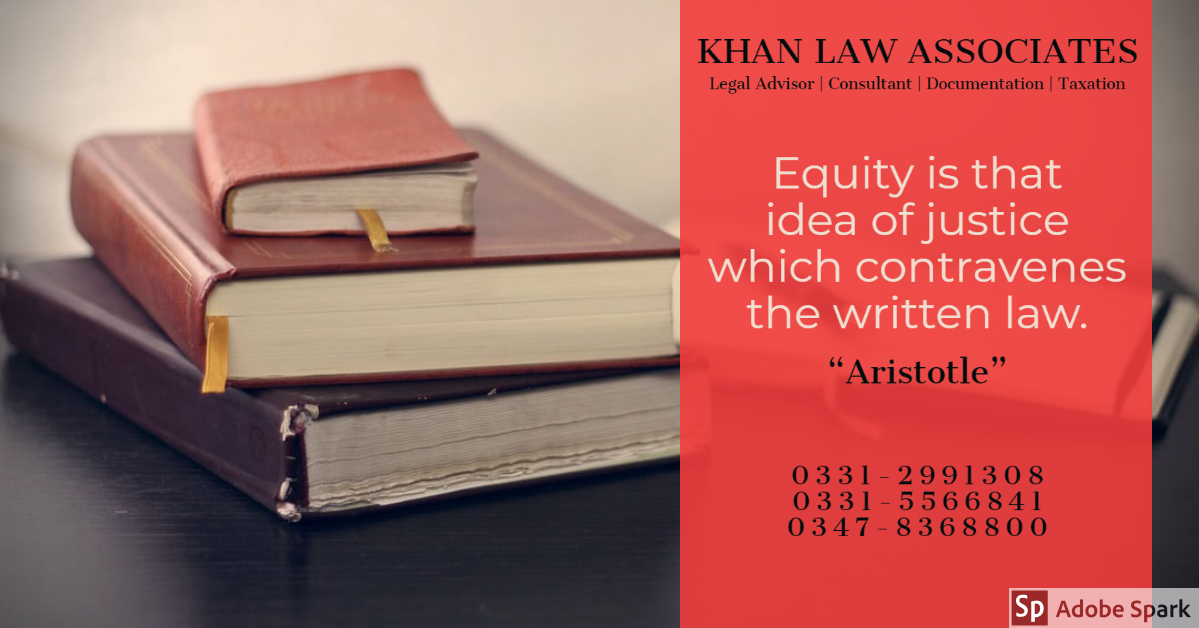 KHAN LAW ASSOCIATES
Legal Advisor | Consultant | Documentation | Taxation
Equity is that
idea of justice
which contravenes
the written law.
“Aristotle”
0331-2991308
0331-5566841
0347-8368800
Sp Adobe Spark